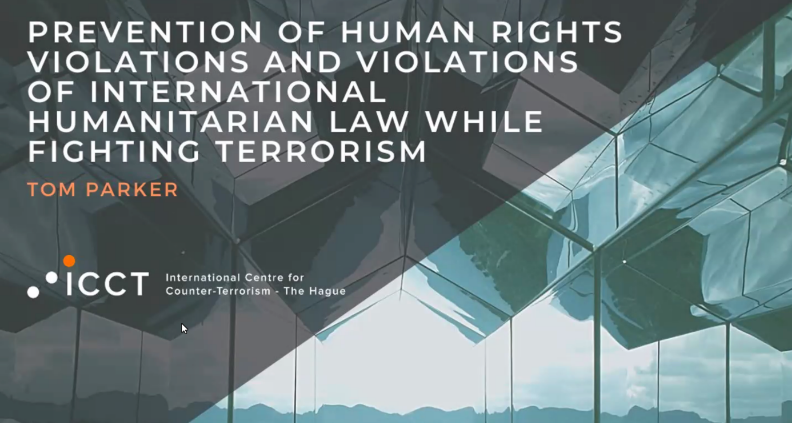 PREVENTION OF HUMAN RIGHTS
VIOLATIONS AND VIOLATIONS
OF INTERNATIONAL
HUMANITARIAN LAW WHILE
FIGHTING TERRORISM
TOM PARKER
ICCT
International Centre for
Counter-Terrorism - The Hague